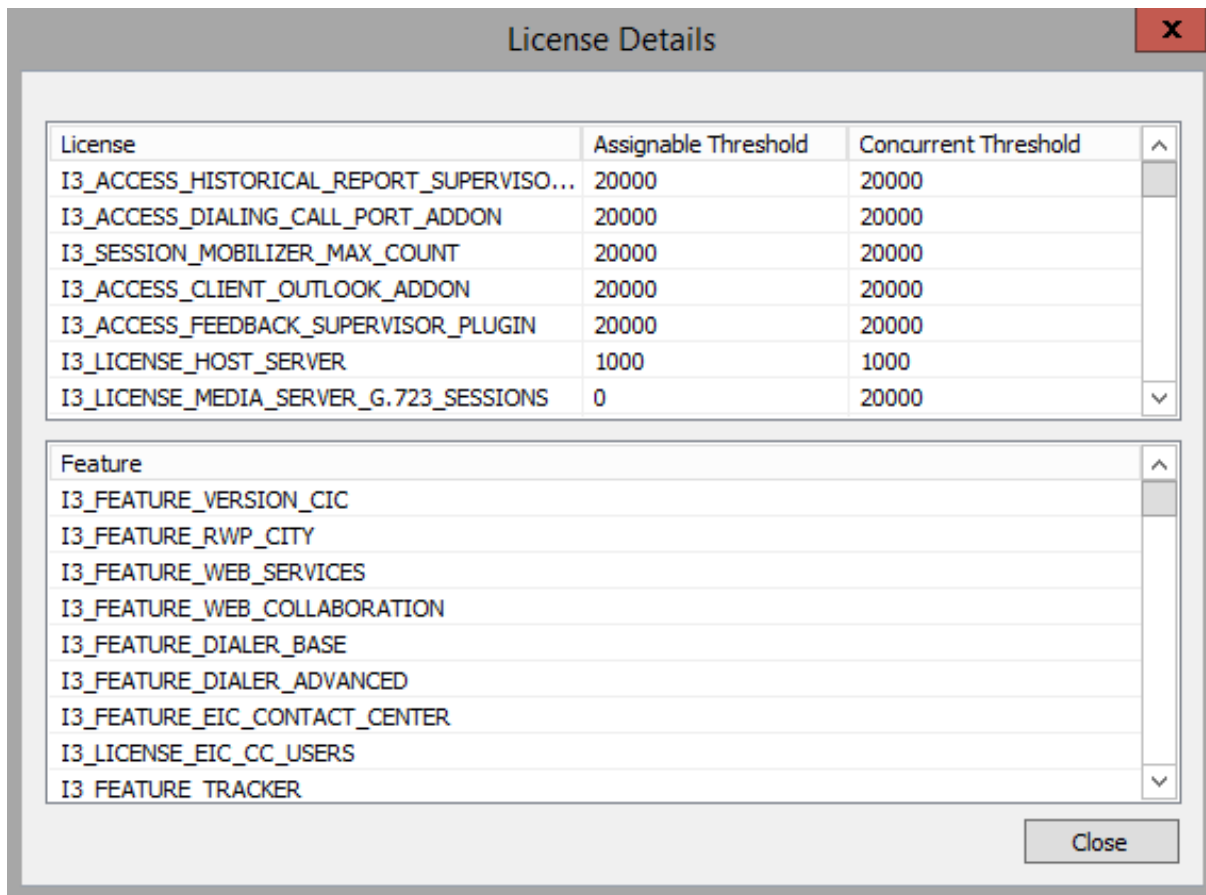 License Details
x
License Assignable Threshold Concurrent Threshold
I3_ACCESS_HISTORICAL_REPORT_SUPERVISO... 20000 20000
I3_ACCESS_DIALING_CALL_PORT_ADDON 20000 20000
I3_SESSION_MOBILIZER_MAX_COUNT 20000 20000
I3_ACCESS_CLIENT_OUTLOOK_ADDON 20000 20000
I3_ACCESS_FEEDBACK_SUPERVISOR_PLUGIN 20000 20000
I3_LICENSE_HOST_SERVER 1000 1000
I3_LICENSE_MEDIA_SERVER_G.723_SESSIONS 0 20000
Feature
I3_FEATURE_VERSION_CIC
I3_FEATURE_RWP_CITY
I3_FEATURE_WEB_SERVICES
I3_FEATURE_WEB_COLLABORATION
I3_FEATURE_DIALER_BASE
I3_FEATURE_DIALER_ADVANCED
I3_FEATURE_EIC_CONTACT_CENTER
I3_LICENSE_EIC_CC_USERS
I3_FEATURE_TRACKER
Close